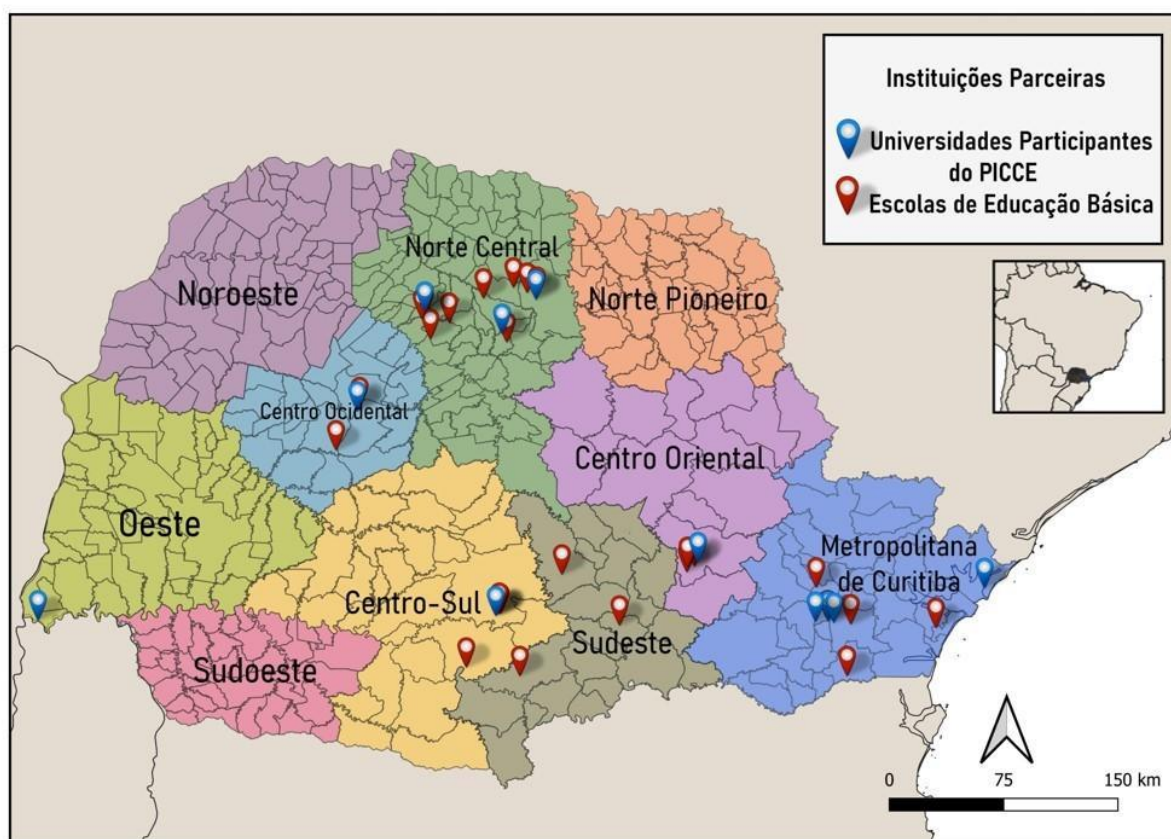 Instituições Parceiras
Universidades Participantes
do PICCE
Escolas de Educação Básica
Norte Central
Noroeste
Norte Pioneiro
Centro Ocidental
Centro Oriental
Oeste
Metropolitana
de Curitiba
Centro-Sul
Sudeste
Sudoeste
0 75 150 km